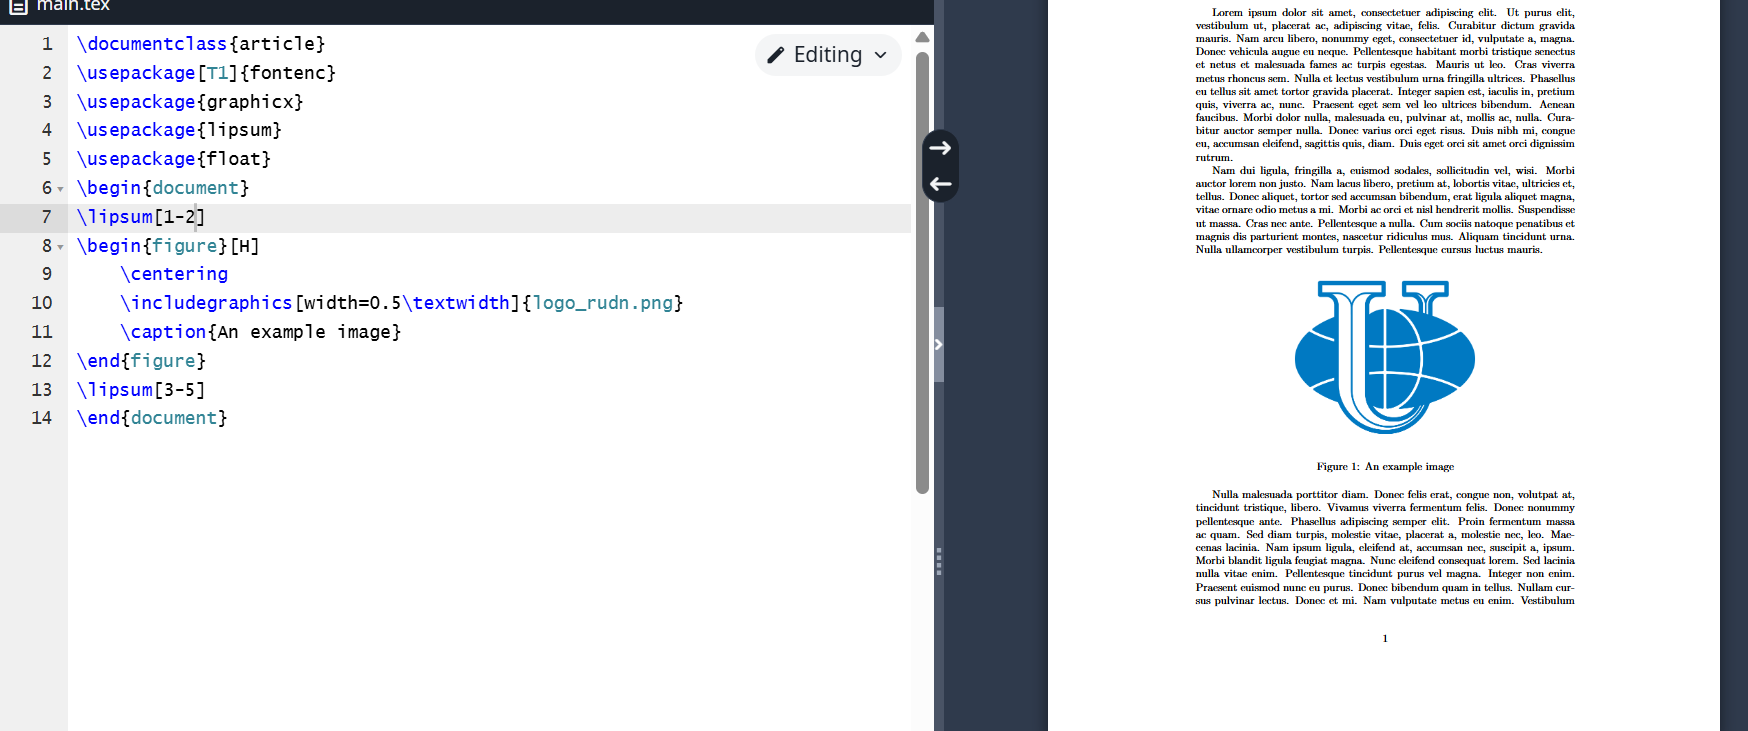 main.tex
Editing
1 \documentclass{article}
2 \usepackage[T1]{fontenc}
3 \usepackage{graphicx}
4 \usepackage{lipsum}
5 \usepackage{float}
6 \begin{document}
7 \lipsum[1-2]
8 \begin{figure}[H]
9 \centering
10 \includegraphics[width=0.5\textwidth]{logo_rudn.png}
11 \caption{An example image}
12 \end{figure}
13 \lipsum[3-5]
14 \end{document}
Lorem ipsum dolor sit amet, consectetuer adipiscing elit. Ut purus elit,
vestibulum ut, placerat ac, adipiscing vitae, felis. Curabitur dictum gravida
mauris. Nam arcu libero, nonummy eget, consectetuer id, vulputate a, magna.
Donec vehicula augue eu neque. Pellentesque habitant morbi tristique senectus
et netus et malesuada fames ac turpis egestas. Mauris ut leo. Cras viverra
metus rhoncus sem. Nulla et lectus vestibulum urna fringilla ultrices. Phasellus
eu tellus sit amet tortor gravida placerat. Integer sapien est, iaculis in, pretium
quis, viverra ac, nunc. Praesent eget sem vel leo ultrices bibendum. Aenean
faucibus. Morbi dolor nulla, malesuada eu, pulvinar at, mollis ac, nulla. Cura-
bitur auctor semper nulla. Donec varius orci eget risus. Duis nibh mi, congue
eu, accumsan eleifend, sagittis quis, diam. Duis eget orci sit amet orci dignissim
rutrum.
Nam dui ligula, fringilla a, euismod sodales, sollicitudin vel, wisi. Morbi
auctor lorem non justo. Nam lacus libero, pretium at, lobortis vitae, ultricies et,
tellus. Donec aliquet, tortor sed accumsan bibendum, erat ligula aliquet magna,
vitae ornare odio metus a mi. Morbi ac orci et nisl hendrerit mollis. Suspendisse
ut massa. Cras nec ante. Pellentesque a nulla. Cum sociis natoque penatibus et
magnis dis parturient montes, nascetur ridiculus mus. Aliquam tincidunt urna.
Nulla ullamcorper vestibulum turpis. Pellentesque cursus luctus mauris.
Figure 1: An example image
Nulla malesuada porttitor diam. Donec felis erat, congue non, volutpat at,
tincidunt tristique, libero. Vivamus viverra fermentum felis. Donec nonummy
pellentesque ante. Phasellus adipiscing semper elit. Proin fermentum massa
ac quam. Sed diam turpis, molestie vitae, placerat a, molestie nec, leo. Mae-
cenas lacinia. Nam ipsum ligula, eleifend at, accumsan nec, suscipit a, ipsum.
Morbi blandit ligula feugiat magna. Nunc eleifend consequat lorem. Sed lacinia
nulla vitae enim. Pellentesque tincidunt purus vel magna. Integer non enim.
Praesent euismod nunc eu purus. Donec bibendum quam in tellus. Nullam cur-
sus pulvinar lectus. Donec et mi. Nam vulputate metus eu enim. Vestibulum
1